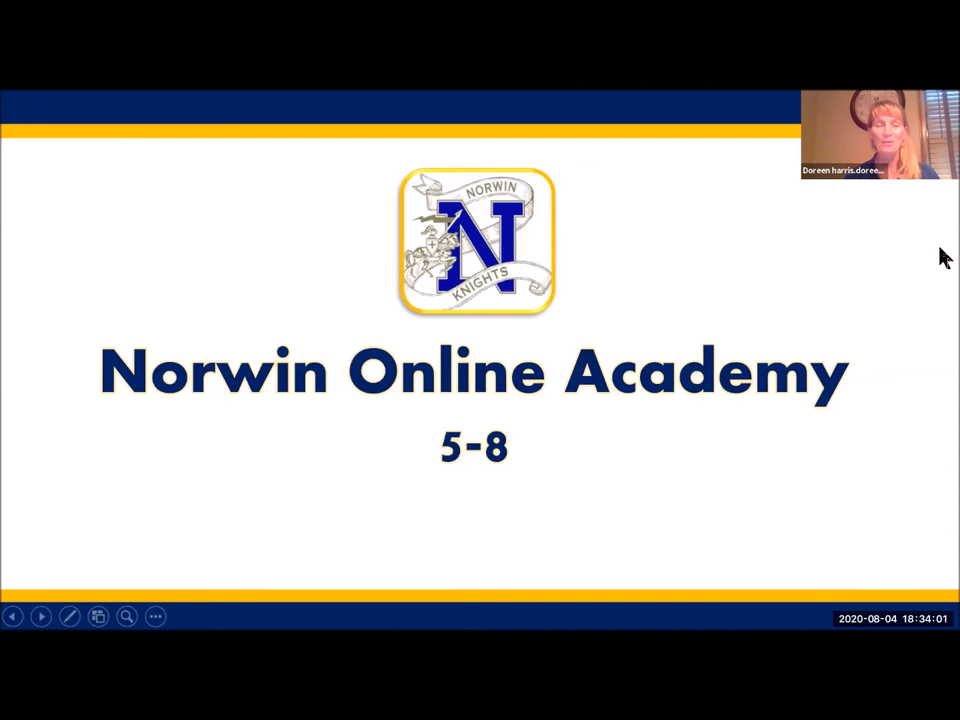 Doreen harris.doree...
NORWIN
N
KNIGHTS
Norwin Online Academy
5-8
2020-08-04 18:34:01